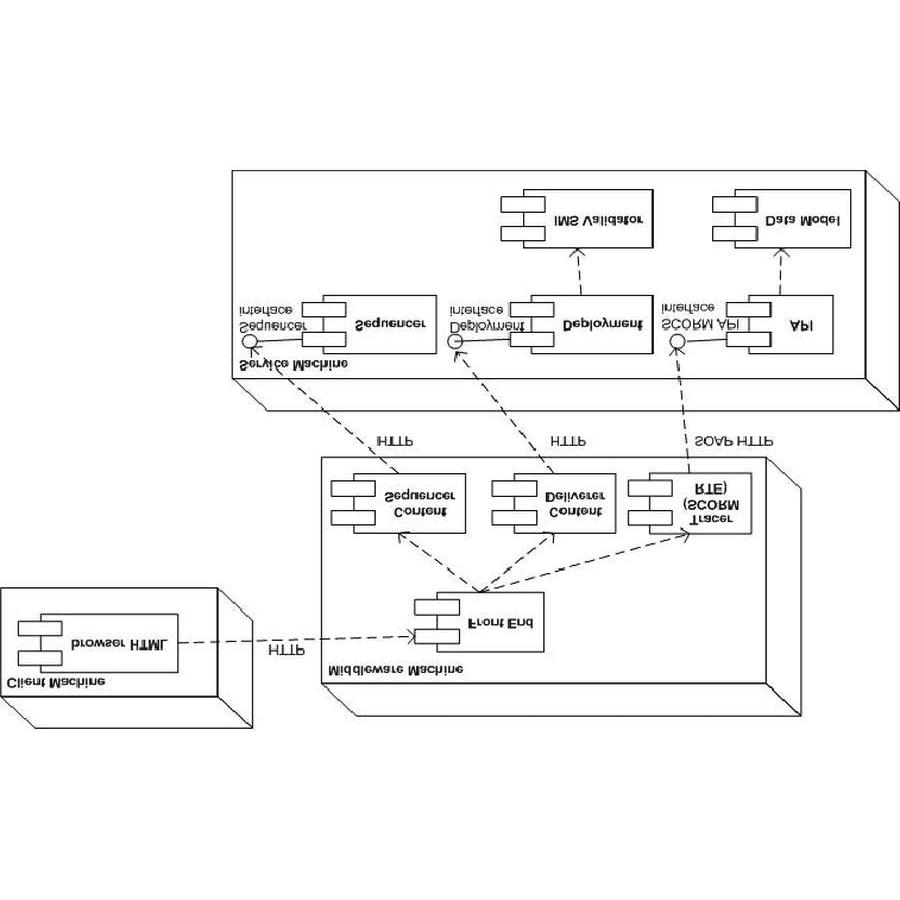 Client Machine
browser HTML
HTTP
Middleware Machine
Front End
Content
Sequencer
Content
Deliverer
Tracer
(SCORM
RTE)
HTTP
HTTP
SOAP HTTP
Service Machine
Sequencer
interface
Sequencer
Deployment
interface
Deployment
SCORM API
interface
API
IMS Validator
Data Model